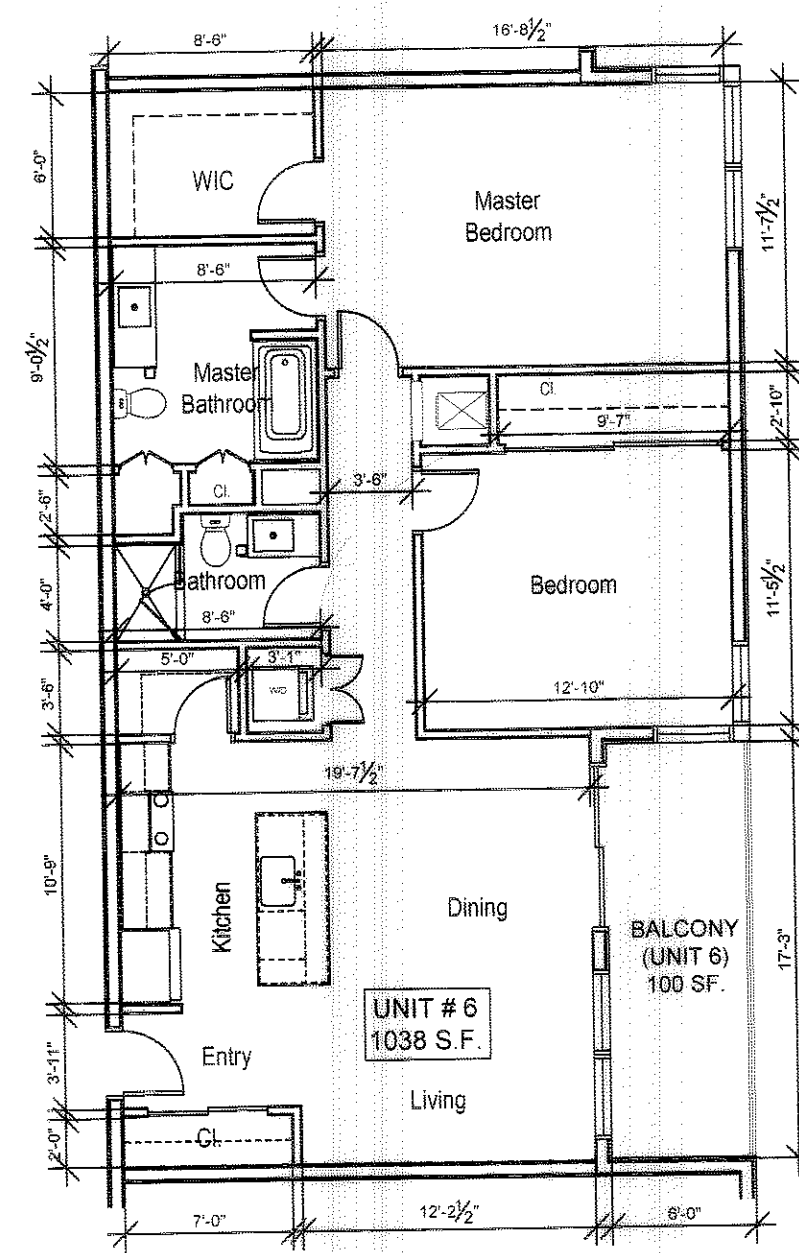 8'-6"
16'-8½"
6'-0"
WIC
Master
Bedroom
11'-7½"
8'-6"
9'-0½"
Master
Bathroom
Cl.
9'-7"
2'-10"
2'-6"
Cl.
3'-6"
4'-0"
Bathroom
8'-6"
Bedroom
11'-5½"
3'-6"
5'-0"
3'-1"
W/D
12'-10"
19'-7½"
10'-9"
Kitchen
Dining
BALCONY
(UNIT 6)
100 SF.
17'-3"
UNIT # 6
1038 S.F.
3'-11"
Entry
Living
2'-0"
Cl.
7'-0"
12'-2½"
6'-0"